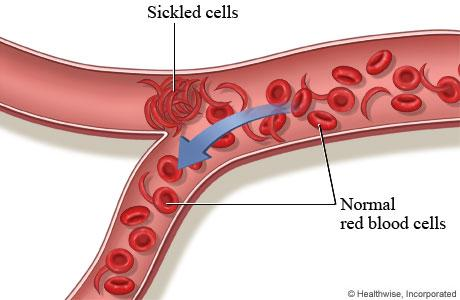 Sickled cells
Normal
red blood cells
© Healthwise, Incorporated